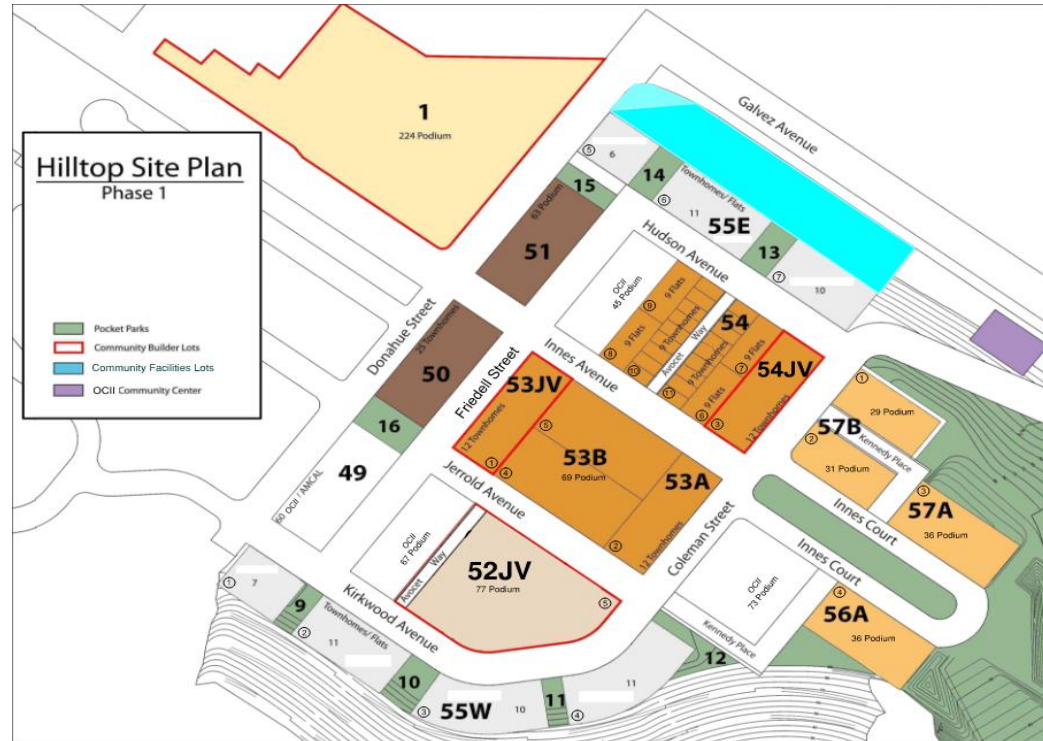 Hilltop Site Plan
Phase 1
Pocket Parks
Community Builder Lots
Community Facilities Lots
OCII Community Center
1
224 Podium
Galvez Avenue
5
6
14
6
Townhomes/ Flats
11
55E
13
7
10
15
63 Podium
51
Hudson Avenue
OCII
45 Podium
9
9 Flats
8
9 Flats
10
9 Townhomes
Avocet Way
54
9 Townhomes
11
7
9 Flats
6
9 Flats
54JV
3
12 Townhomes
Donahue Street
25 Townhomes
50
16
49
60 OCII / AMCAL
Friedell Street
Innes Avenue
53JV
12 Townhomes
1
4
5
53B
69 Podium
53A
2
12 Townhomes
Jerrold Avenue
Coleman Street
OCII
67 Podium
Avocet Way
52JV
77 Podium
5
Kirkwood Avenue
1
7
9
2
Townhomes/ Flats
11
10
3
55W
10
11
4
11
12
Kennedy Place
OCII
73 Podium
Innes Court
4
56A
36 Podium
Innes Court
1
29 Podium
57B
2
Kennedy Place
31 Podium
3
57A
36 Podium